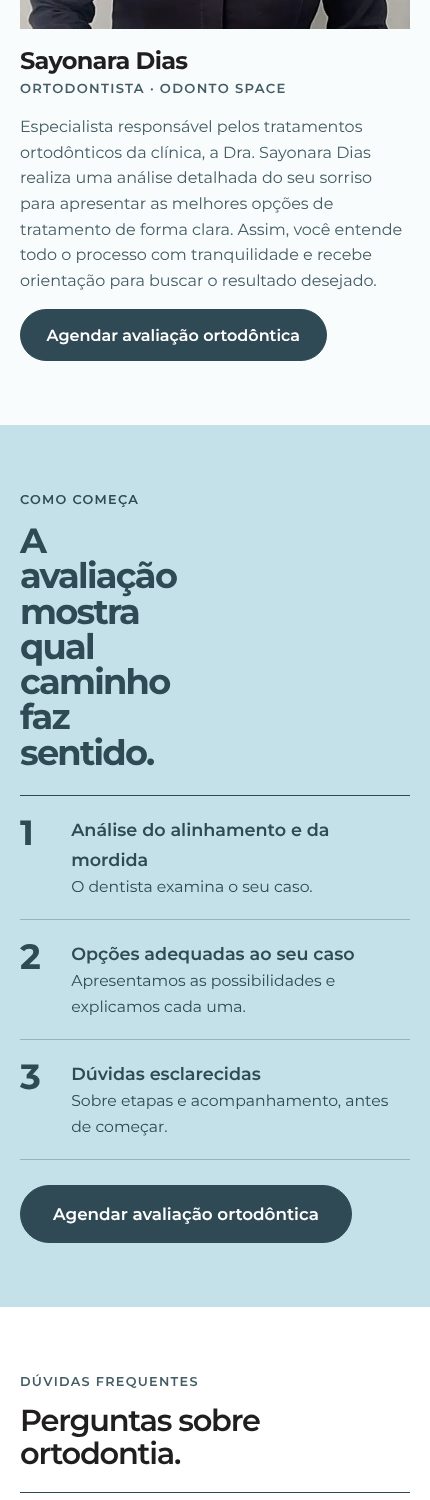 Sayonara Dias
ORTODONTISTA · ODONTO SPACE
Especialista responsável pelos tratamentos
ortodônticos da clínica, a Dra. Sayonara Dias
realiza uma análise detalhada do seu sorriso
para apresentar as melhores opções de
tratamento de forma clara. Assim, você entende
todo o processo com tranquilidade e recebe
orientação para buscar o resultado desejado.
Agendar avaliação ortodôntica
COMO COMEÇA
A
avaliação
mostra
qual
caminho
faz
sentido.
1 Análise do alinhamento e da
mordida
O dentista examina o seu caso.
2 Opções adequadas ao seu caso
Apresentamos as possibilidades e
explicamos cada uma.
3 Dúvidas esclarecidas
Sobre etapas e acompanhamento, antes
de começar.
Agendar avaliação ortodôntica
DÚVIDAS FREQUENTES
Perguntas sobre
ortodontia.